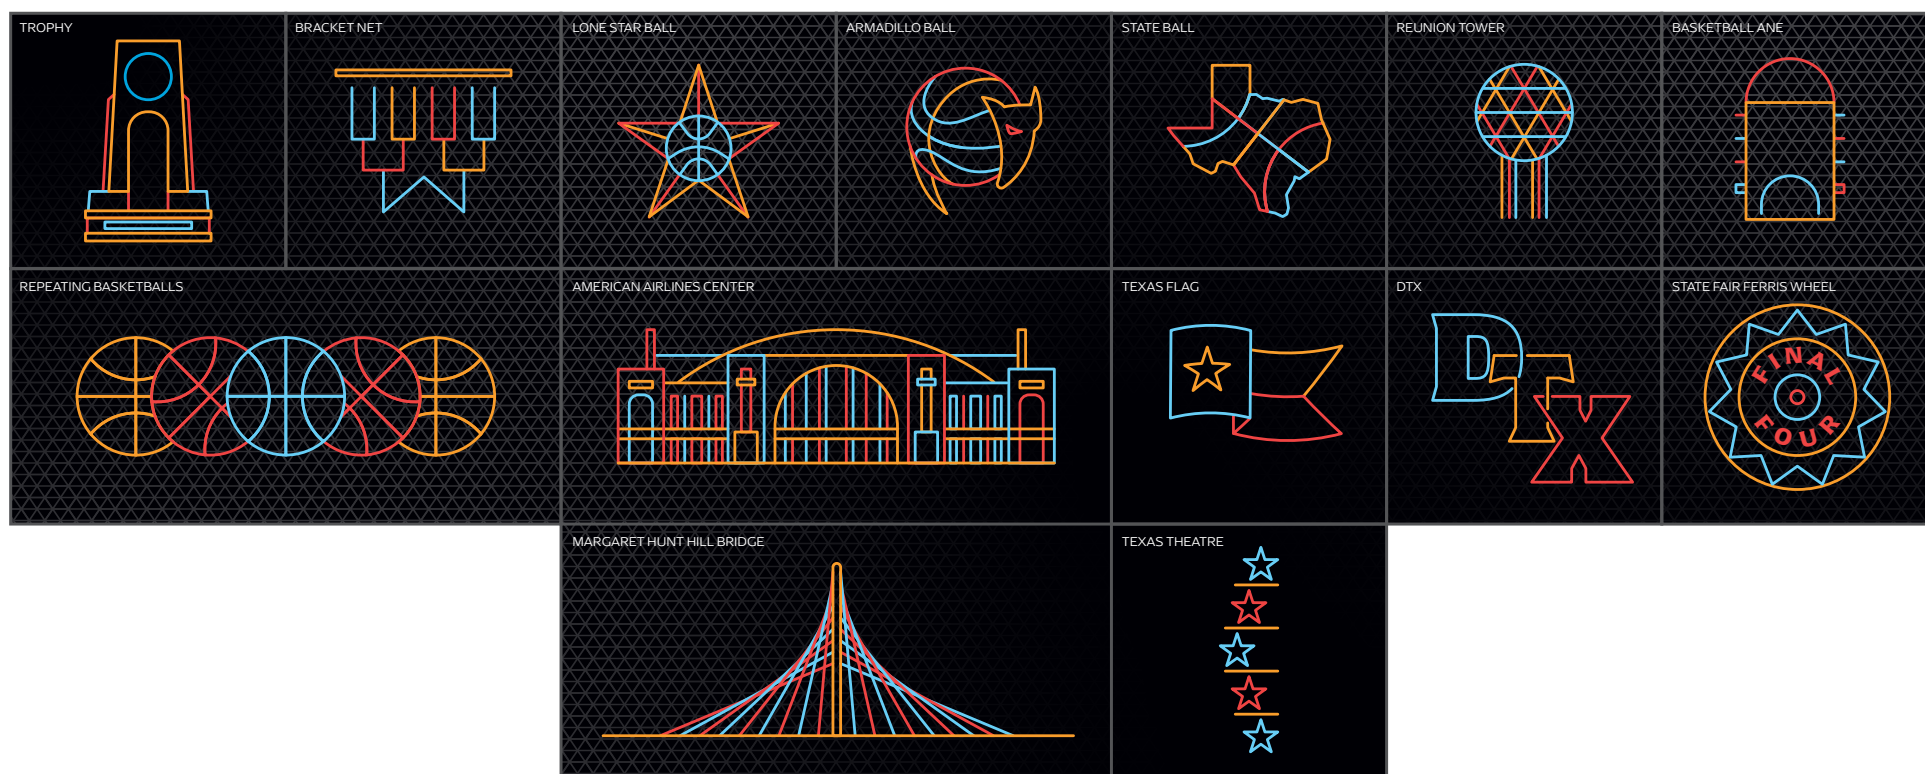 TROPHY
BRACKET NET
LONE STAR BALL
ARMADILLO BALL
STATE BALL
REUNION TOWER
BASKETBALL ANE
REPEATING BASKETBALLS
AMERICAN AIRLINES CENTER
TEXAS FLAG
DTX
DTX
STATE FAIR FERRIS WHEEL
FINAL
FOUR
MARGARET HUNT HILL BRIDGE
TEXAS THEATRE